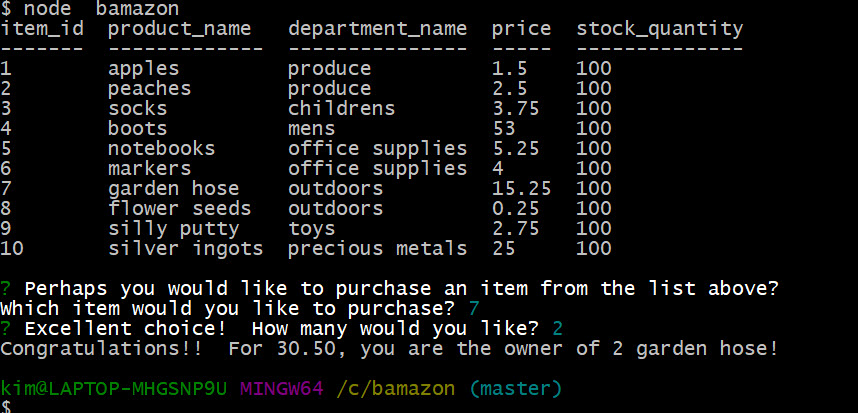 $ node  bamazon
item_id  product_name   department_name  price  stock_quantity
-------  -------------  ---------------  -----  --------------
1        apples         produce          1.5    100
2        peaches        produce          2.5    100
3        socks          childrens        3.75   100
4        boots          mens             53     100
5        notebooks      office supplies  5.25   100
6        markers        office supplies  4      100
7        garden hose    outdoors         15.25  100
8        flower seeds   outdoors         0.25   100
9        silly putty    toys             2.75   100
10       silver ingots  precious metals  25     100
? Perhaps you would like to purchase an item from the list above?
Which item would you like to purchase? 7
? Excellent choice!  How many would you like? 2
Congratulations!!  For 30.50, you are the owner of 2 garden hose!
kim@LAPTOP-MHGSNP9U MINGW64 /c/bamazon (master)
$